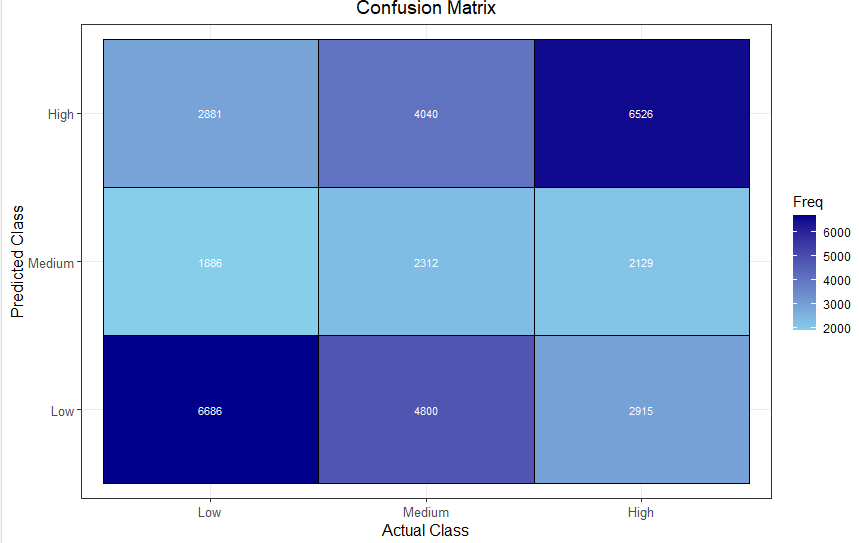 Confusion Matrix
Predicted Class
High
2881 4040 6526
Medium
1886 2312 2129
Low
6686 4800 2915
Low Medium High
Actual Class
Freq
6000
5000
4000
3000
2000